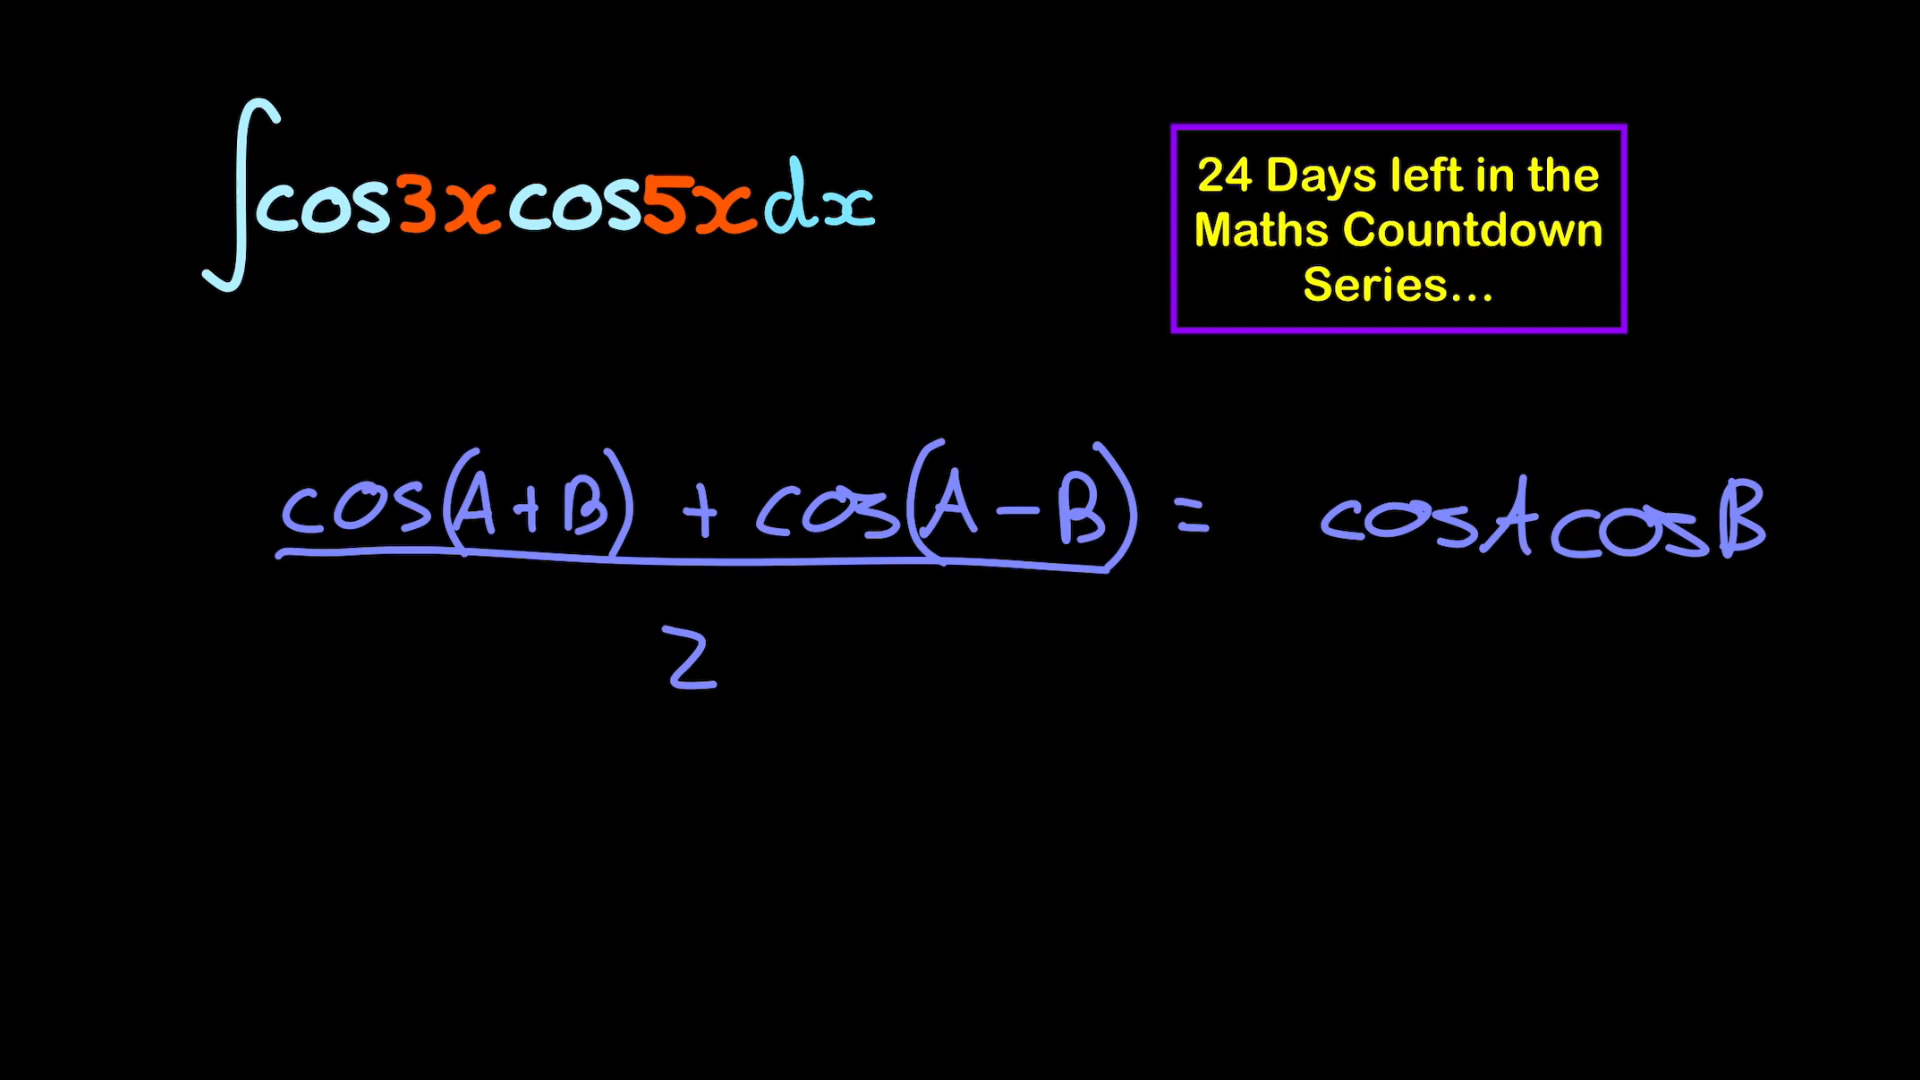 ∫cos3xcos5xdx
24 Days left in the
Maths Countdown
Series...
cos(A+B) + cos(A-B) = cosAcosB
2